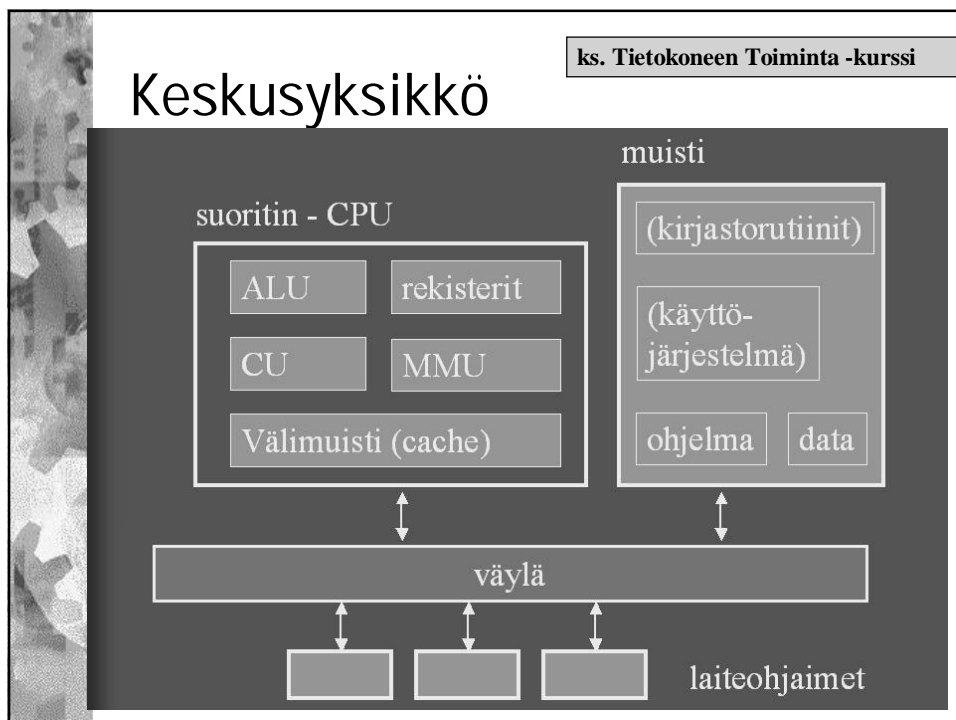 ks. Tietokoneen Toiminta -kurssi
Keskusyksikkö
muisti
suoritin - CPU
(kirjastorutiinit)
ALU
rekisterit
(käyttö-
järjestelmä)
CU
MMU
Välimuisti (cache)
ohjelma
data
väylä
laiteohjaimet